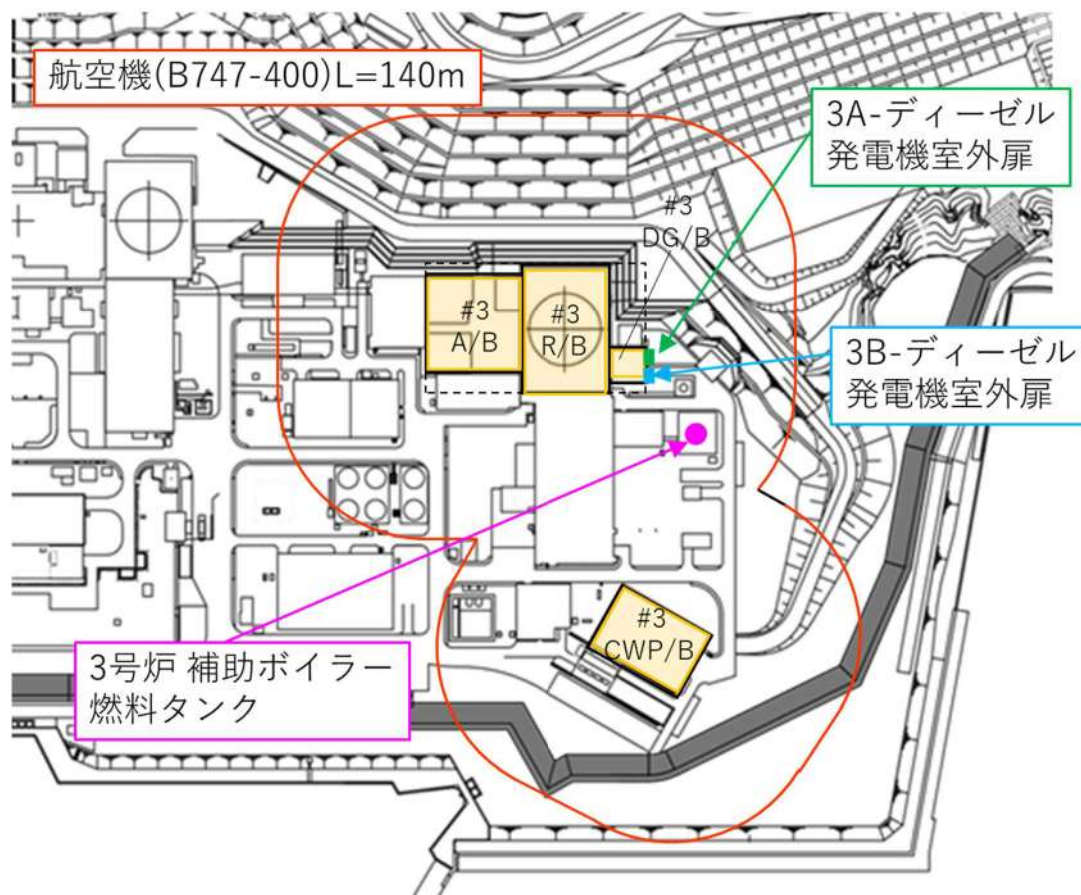 航空機(B747-400)L=140m
3A-ディーゼル
発電機室外扉
#3
DG/B
#3
A/B
#3
R/B
3B-ディーゼル
発電機室外扉
#3
CWP/B
3号炉 補助ボイラー
燃料タンク